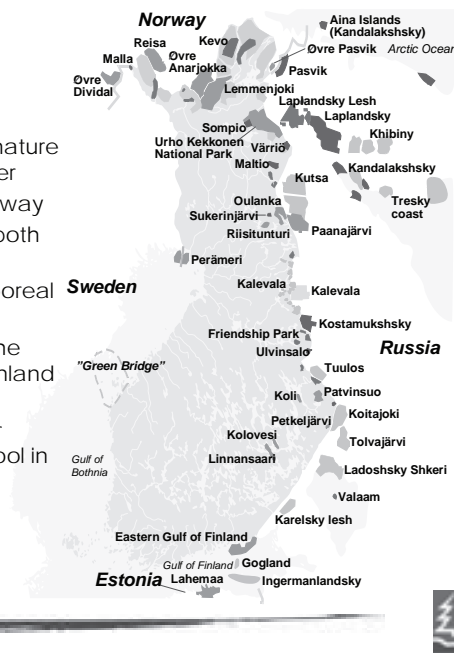 Norway
Aina Islands
(Kandalakshsky)
Reisa
Kevo
Øvre Pasvik
Arctic Ocean
Malla
Øvre
Anarjokka
Pasvik
Øvre
Dividal
Lemmenjoki
Laplandsky Lesh
Laplandsky
Sompio
Khibiny
Urho Kekkonen
National Park
Värriö
Maltio
Kandalakshsky
Kutsa
Oulanka
Tresky
coast
Sukerinjärvi
Riisitunturi
Paanajärvi
Perämeri
Kalevala
Kalevala
Sweden
Kostamukshsky
Friendship Park
Russia
Ulvinsalo
"Green Bridge"
Tuulos
Koli
Patvinsuo
Petkeljärvi
Koitajoki
Kolovesi
Tolvajärvi
Linnansaari
Gulf of
Bothnia
Ladoshsky Shkeri
Valaam
Karelsky lesh
Eastern Gulf of Finland
Gulf of Finland
Gogland
Estonia
Lahemaa
Ingermanlandsky
nature
er
way
both
oreal
ne
nland
ool in